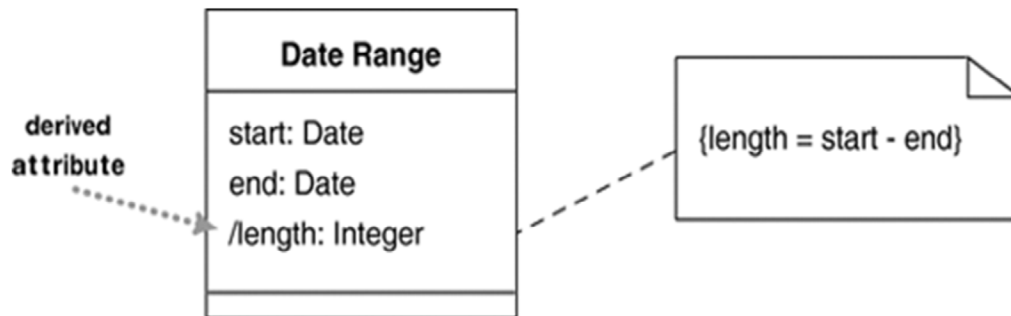 Date Range
derived
attribute
start: Date
end: Date
/length: Integer
{length = start - end}